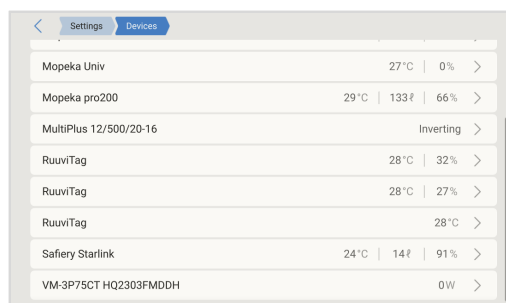 Settings Devices
Mopeka Univ 27°C 0%
Mopeka pro200 29°C 133ℓ 66%
MultiPlus 12/500/20-16 Inverting
RuuviTag 28°C 32%
RuuviTag 28°C 27%
RuuviTag 28°C
Safiery Starlink 24°C 14ℓ 91%
VM-3P75CT HQ2303FMDDH 0W